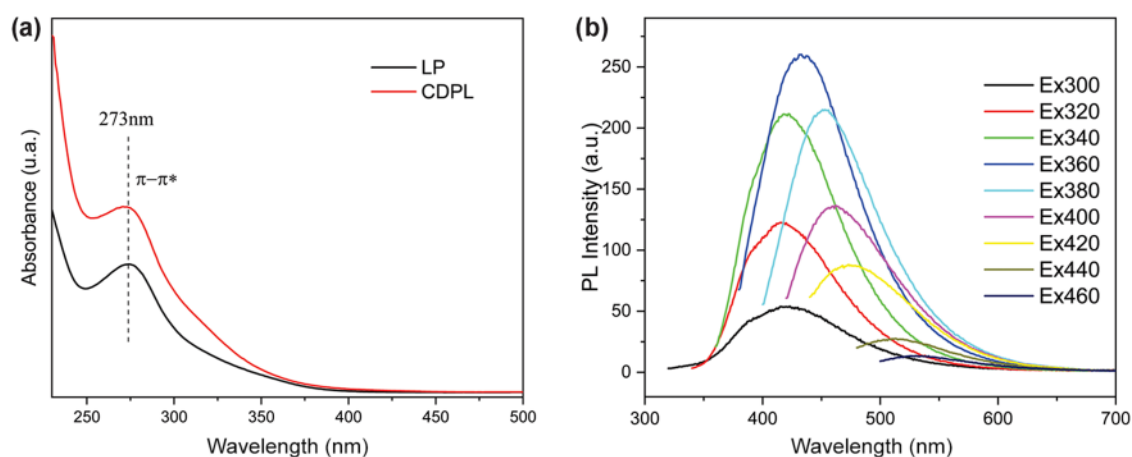 (a)
LP
CDPL
273nm
π−π*
Absorbance (u.a.)
250 300 350 400 450 500
Wavelength (nm)
(b)
250
200
150
100
50
0
PL Intensity (a.u.)
Ex300
Ex320
Ex340
Ex360
Ex380
Ex400
Ex420
Ex440
Ex460
300 400 500 600 700
Wavelength (nm)